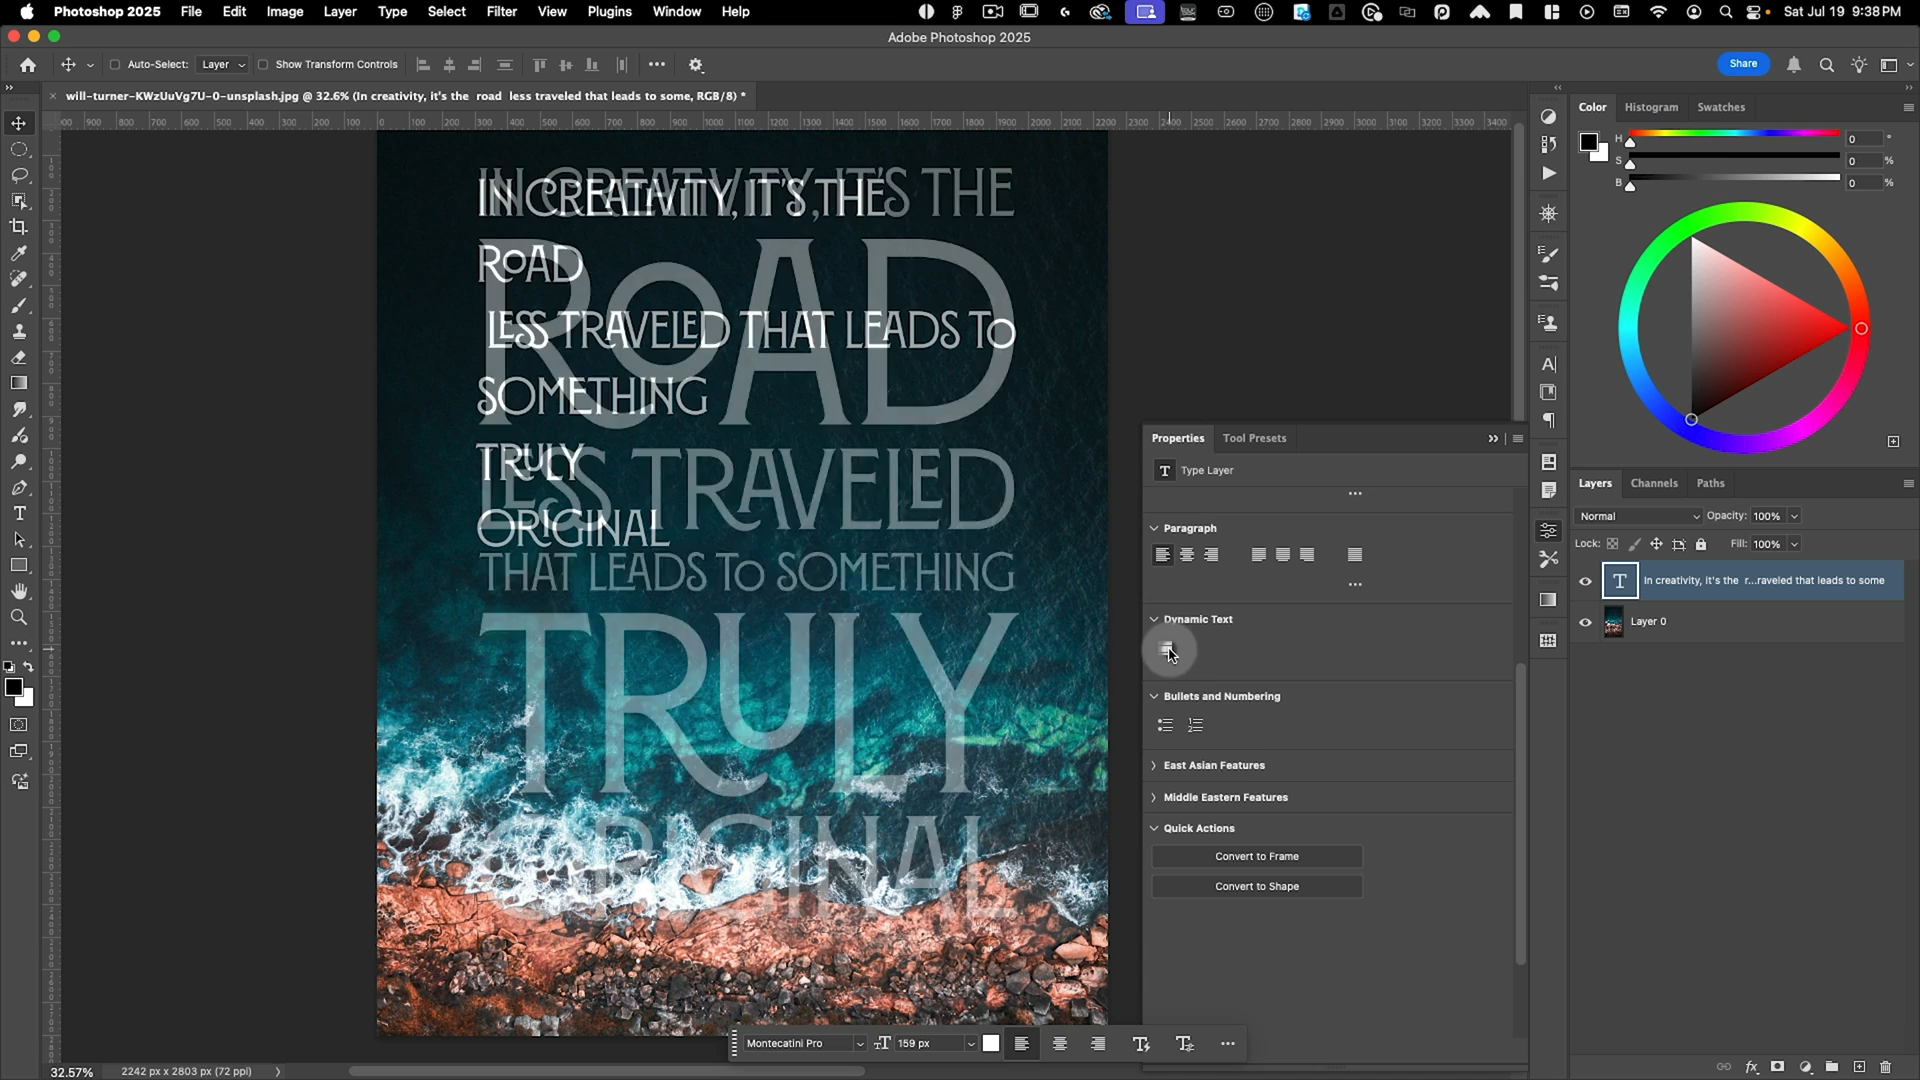 Photoshop 2025 File Edit Image Layer Type Select Filter View Plugins Window Help Sat Jul 19 9:38 PM
Adobe Photoshop 2025
Auto-Select: Layer Show Transform Controls Share
will-turner-KWzUuVg7U-0-unsplash.jpg @ 32.6% (In creativity, it's the road less traveled that leads to some, RGB/8) *
IN CREATIVITY, IT'S THE
ROAD
LESS TRAVELED THAT LEADS TO
SOMETHING
TRULY
ORIGINAL
IN CREATIVITY, IT'S THE
ROAD
LESS TRAVELED
THAT LEADS TO SOMETHING
TRULY
ORIGINAL
Properties Tool Presets
T Type Layer
Paragraph
Dynamic Text
Bullets and Numbering
East Asian Features
Middle Eastern Features
Quick Actions
Convert to Frame
Convert to Shape
Montecatini Pro 159 px
32.57% 2242 px x 2803 px (72 ppi)
Color Histogram Swatches
H 0 °
S 0 %
B 0 %
Layers Channels Paths
Normal Opacity: 100%
Lock: Fill: 100%
T In creativity, it's the r...raveled that leads to some
Layer 0